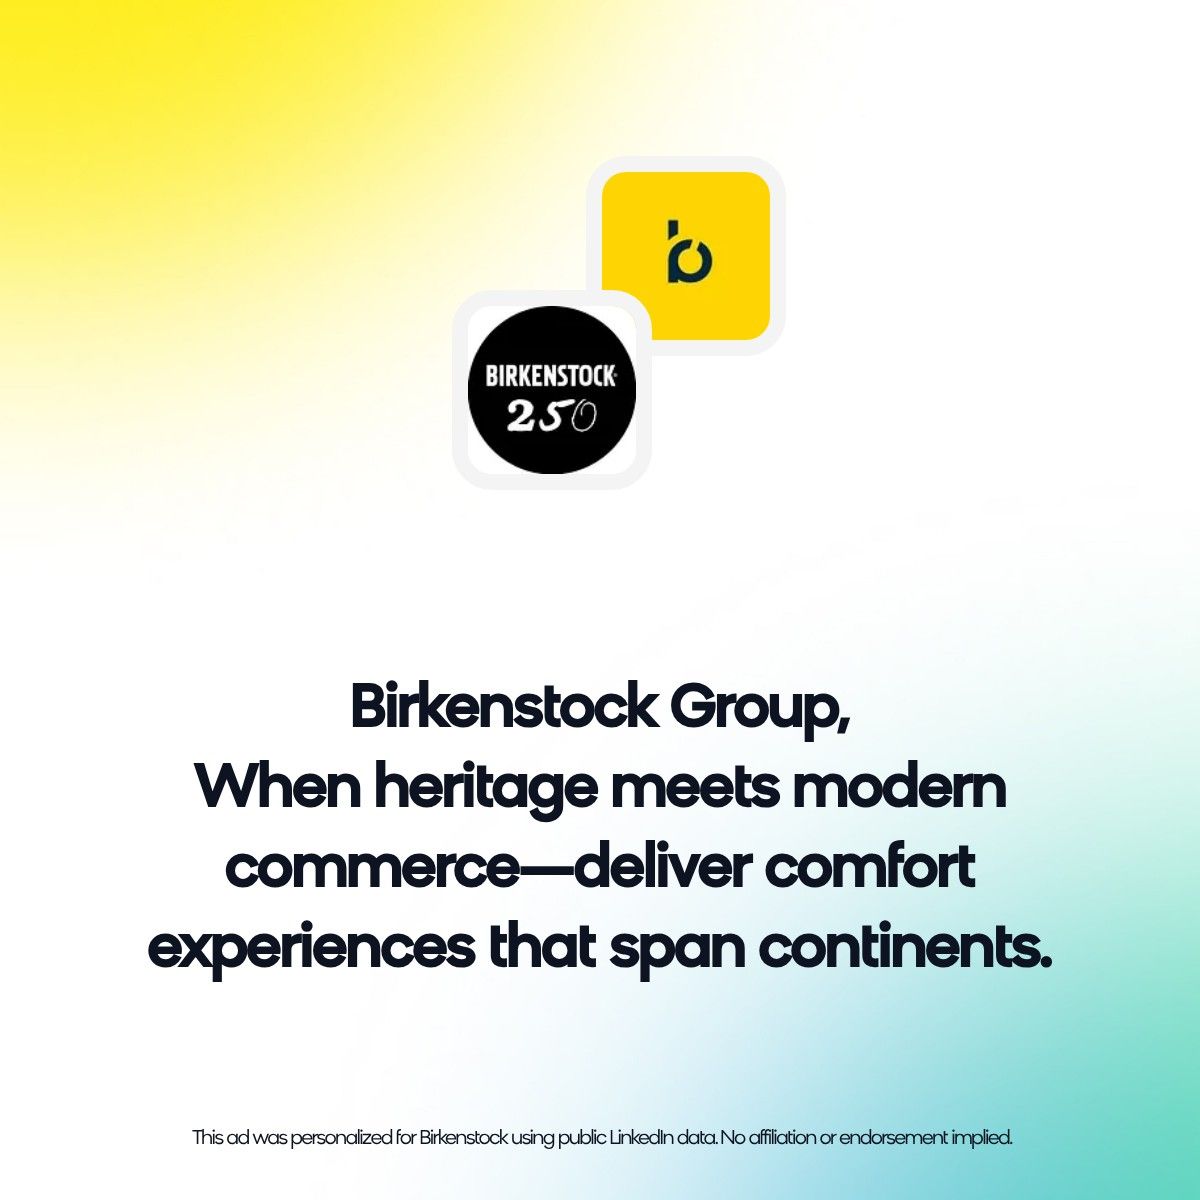 b
BIRKENSTOCK
250
Birkenstock Group,
When heritage meets modern
commerce—deliver comfort
experiences that span continents.
This ad was personalized for Birkenstock using public LinkedIn data. No affiliation or endorsement implied.